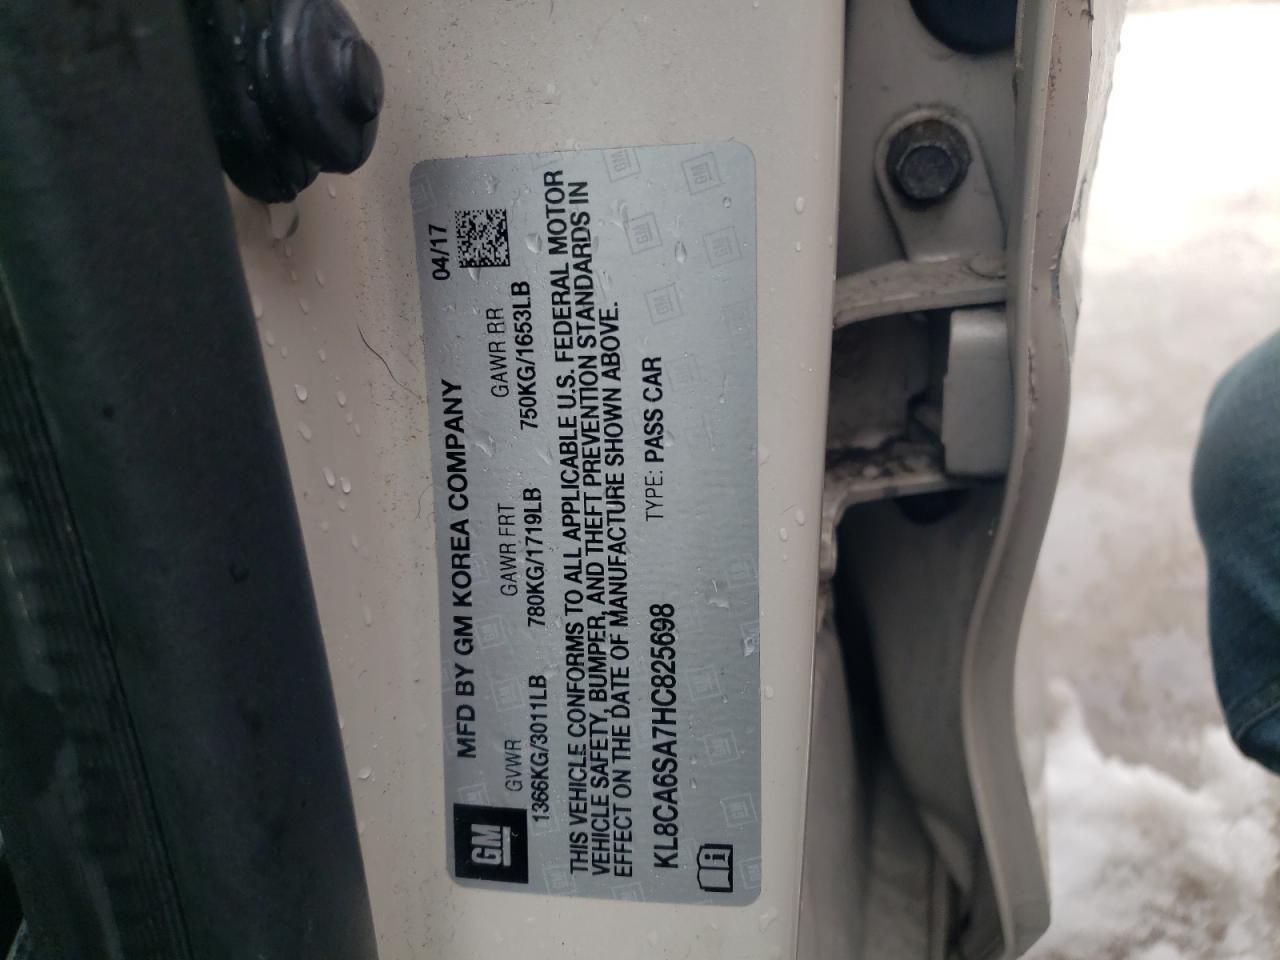 MFD BY GM KOREA COMPANY 04/17
GM
GVWR GAWR FRT GAWR RR
1366KG/3011LB 780KG/1719LB 750KG/1653LB
THIS VEHICLE CONFORMS TO ALL APPLICABLE U.S. FEDERAL MOTOR
VEHICLE SAFETY, BUMPER, AND THEFT PREVENTION STANDARDS IN
EFFECT ON THE DATE OF MANUFACTURE SHOWN ABOVE.
KL8CA6SA7HC825698 TYPE: PASS CAR